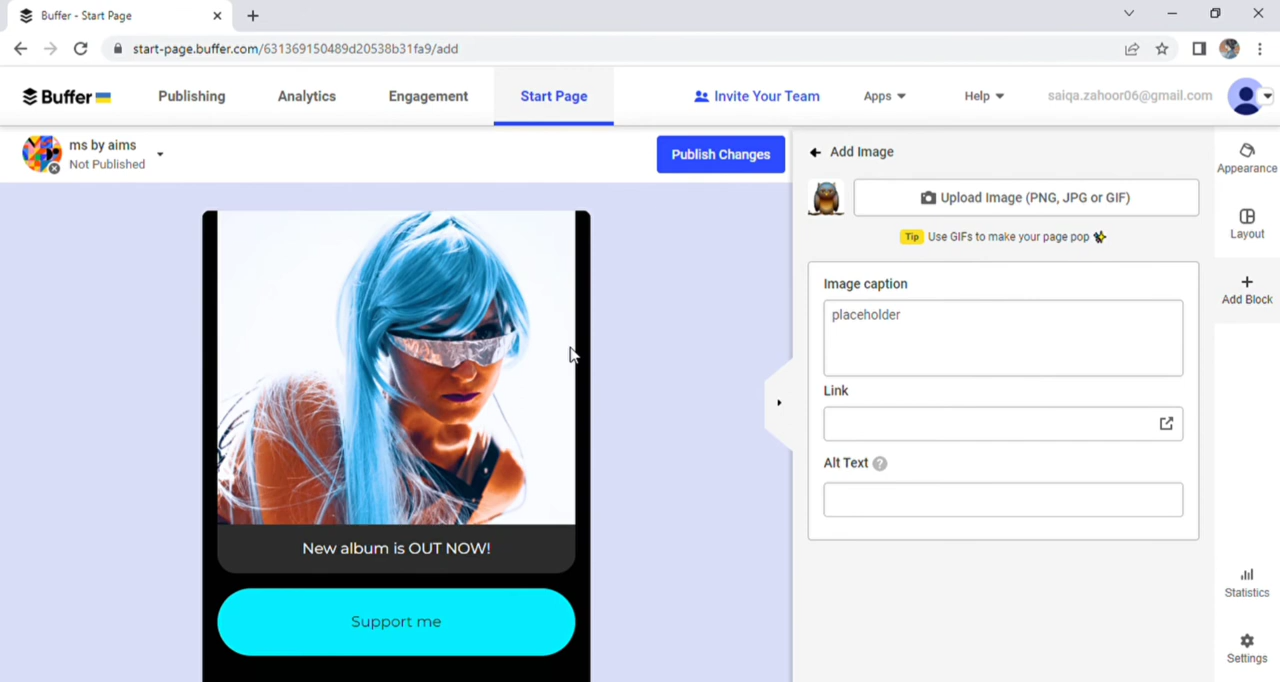 Buffer - Start Page
start-page.buffer.com/631369150489d20538b31fa9/add
Buffer
Publishing
Analytics
Engagement
Start Page
Invite Your Team
Apps
Help
saiqa.zahoor06@gmail.com
ms by aims
Not Published
Publish Changes
Add Image
Upload Image (PNG, JPG or GIF)
Tip Use GIFs to make your page pop
Image caption
placeholder
Link
Alt Text ?
Appearance
Layout
Add Block
Statistics
Settings
New album is OUT NOW!
Support me